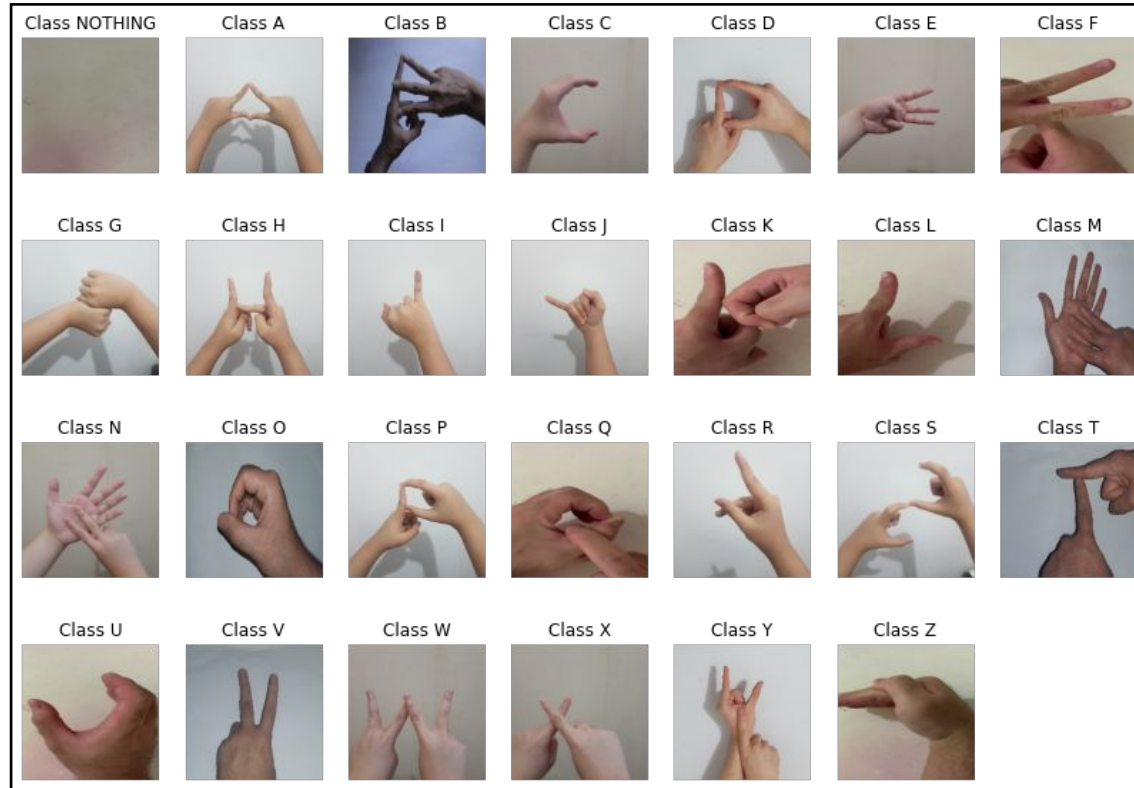 Class NOTHING Class A Class B Class C Class D Class E Class F
Class G Class H Class I Class J Class K Class L Class M
Class N Class O Class P Class Q Class R Class S Class T
Class U Class V Class W Class X Class Y Class Z